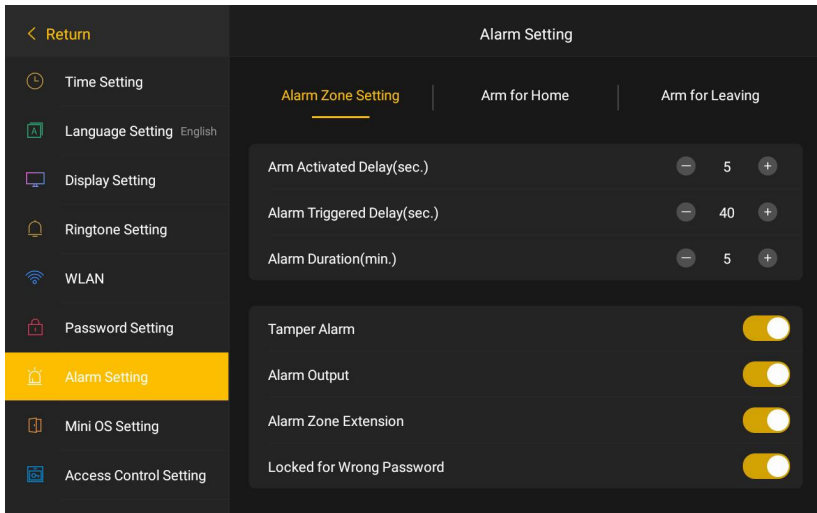 Return
Alarm Setting
Time Setting
Language Setting English
Display Setting
Ringtone Setting
WLAN
Password Setting
Alarm Setting
Mini OS Setting
Access Control Setting
Alarm Zone Setting
Arm for Home
Arm for Leaving
Arm Activated Delay(sec.) 5
Alarm Triggered Delay(sec.) 40
Alarm Duration(min.) 5
Tamper Alarm
Alarm Output
Alarm Zone Extension
Locked for Wrong Password